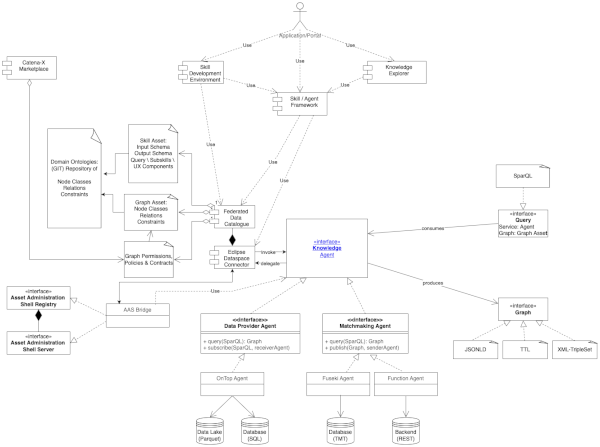 Application/Portal
Use
Use
Use
Catena-X
Marketplace
Skill
Development
Environment
Knowledge
Explorer
Use
Use
Skill / Agent
Framework
Use
Use
Use
Domain Ontologies:
(GIT) Repository of
Node Classes
Relations
Constraints
Skill Asset:
Input Schema
Output Schema
Query \ Subskills \
UX Components
Graph Asset:
Node Classes
Relations
Constraints
Graph Permissions,
Policies & Contracts
Federated
Data
Catalogue
Eclipse
Dataspace
Connector
invoke
delegate
«interface»
Knowledge
Agent
consumes
produces
SparQL
«interface»
Query
Service: Agent
Graph: Graph Asset
«interface»
Graph
JSONLD
TTL
XML-TripleSet
«interface»
Asset Administration
Shell Registry
«interface»
Asset Administration
Shell Server
AAS Bridge
Use
«interface»
Data Provider Agent
+ query(SparQL): Graph
+ subscribe(SparQL, receiverAgent)
«interface»
Matchmaking Agent
+ query(SparQL): Graph
+ publish(Graph, senderAgent)
OnTop Agent
Fuseki Agent
Function Agent
Data Lake
(Parquet)
Database
(SQL)
Database
(TMT)
Backend
(REST)